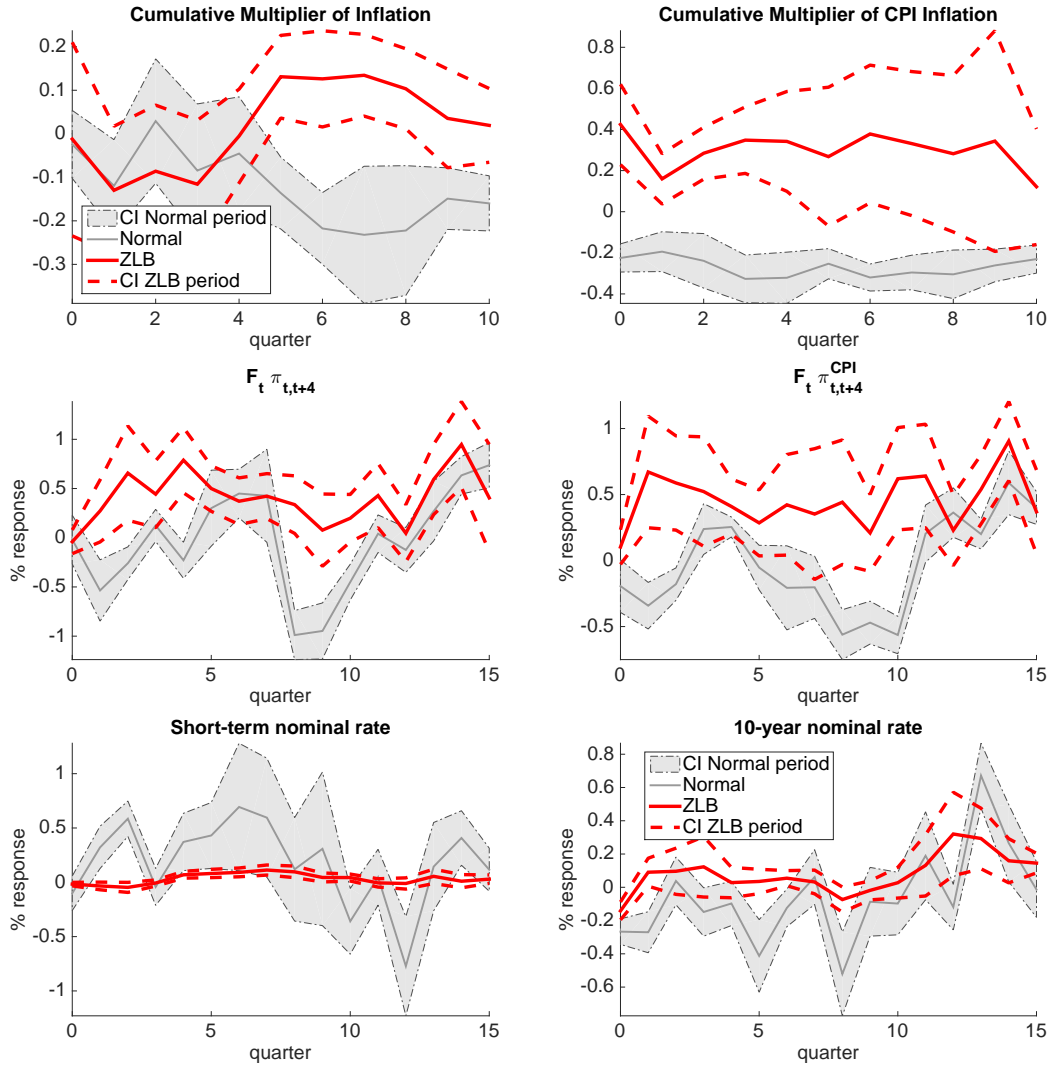 Cumulative Multiplier of Inflation
0.2
0.1
0
-0.1
-0.2
-0.3
CI Normal period
Normal
ZLB
CI ZLB period
0 2 4 6 8 10
quarter
Cumulative Multiplier of CPI Inflation
0.8
0.6
0.4
0.2
0
-0.2
-0.4
0 2 4 6 8 10
quarter
F_t π_{t,t+4}
% response
1
0.5
0
-0.5
-1
0 5 10 15
quarter
F_t π_{t,t+4}^{CPI}
% response
1
0.5
0
-0.5
0 5 10 15
quarter
Short-term nominal rate
% response
1
0.5
0
-0.5
-1
0 5 10 15
quarter
10-year nominal rate
% response
0.8
0.6
0.4
0.2
0
-0.2
-0.4
-0.6
CI Normal period
Normal
ZLB
CI ZLB period
0 5 10 15
quarter